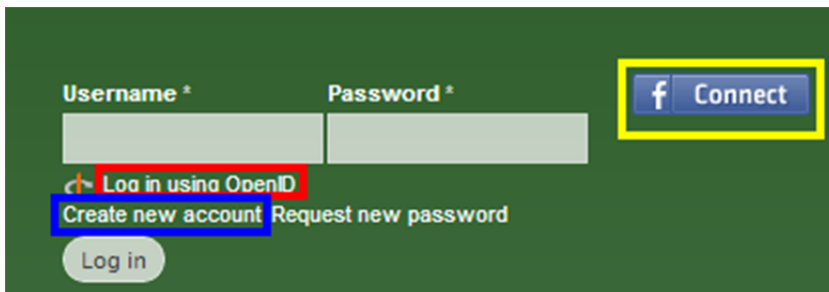 Username * Password *
f Connect
Log in using OpenID
Create new account Request new password
Log in